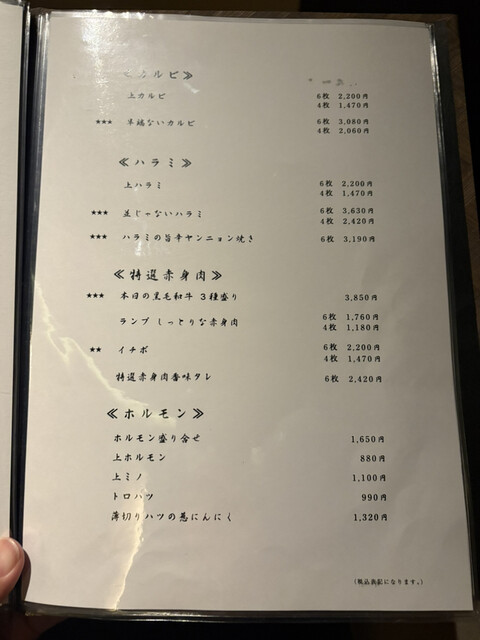 ≪カルビ≫
上カルビ 6枚 2,200円
4枚 1,470円
★★★ 半端ないカルビ 6枚 3,080円
4枚 2,060円
≪ハラミ≫
上ハラミ 6枚 2,200円
4枚 1,470円
★★★ 並じゃないハラミ 6枚 3,630円
4枚 2,420円
★★★ ハラミの旨辛ヤンニョン焼き 6枚 3,190円
≪特選赤身肉≫
★★★ 本日の黒毛和牛 3種盛り 3,850円
ランプ しっとりな赤身肉 6枚 1,760円
4枚 1,180円
★★ イチボ 6枚 2,200円
4枚 1,470円
特選赤身肉香味タレ 6枚 2,420円
≪ホルモン≫
ホルモン盛り合せ 1,650円
上ホルモン 880円
上ミノ 1,100円
トロハツ 990円
薄切りハツの葱にんにく 1,320円
(税込表記になります。)